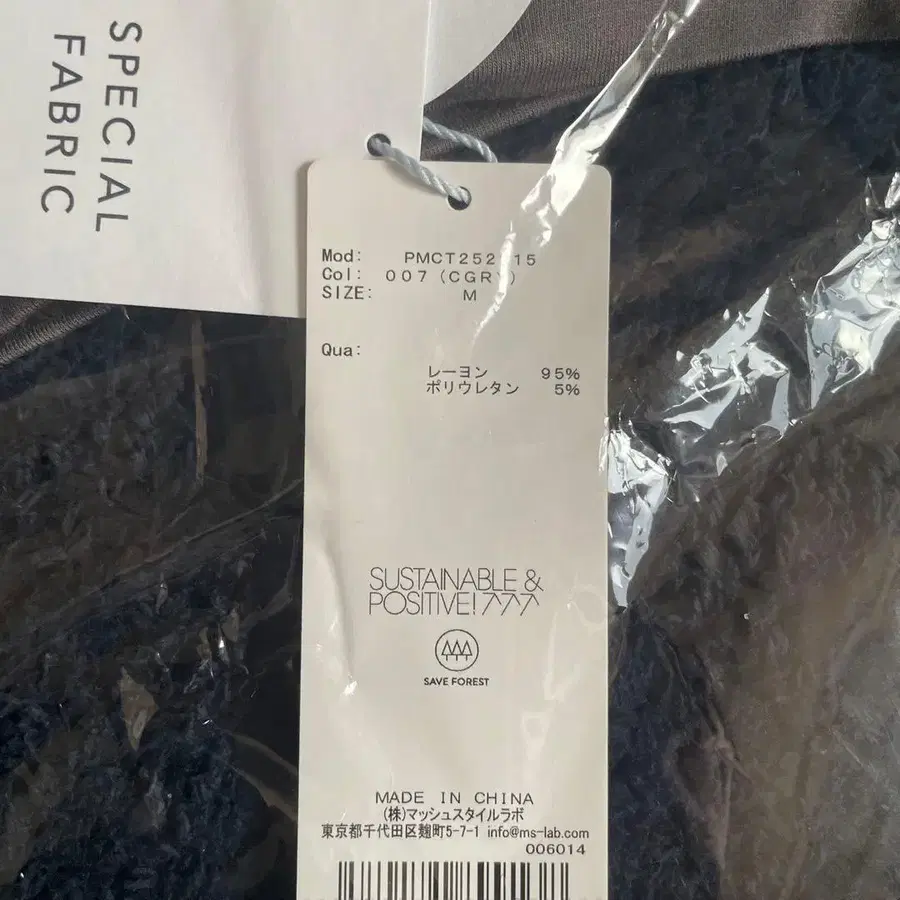 SPECIAL
FABRIC
Mod:
Col: 007
SIZE: M
Qua:
レーヨン 95%
ポリウレタン 5%
SUSTAINABLE &
POSITIVE!
SAVE FOREST
MADE IN CHINA
(株)マッシュスタイルラボ
東京都千代田区麹町5-7-1 info@ms-lab.com
006014